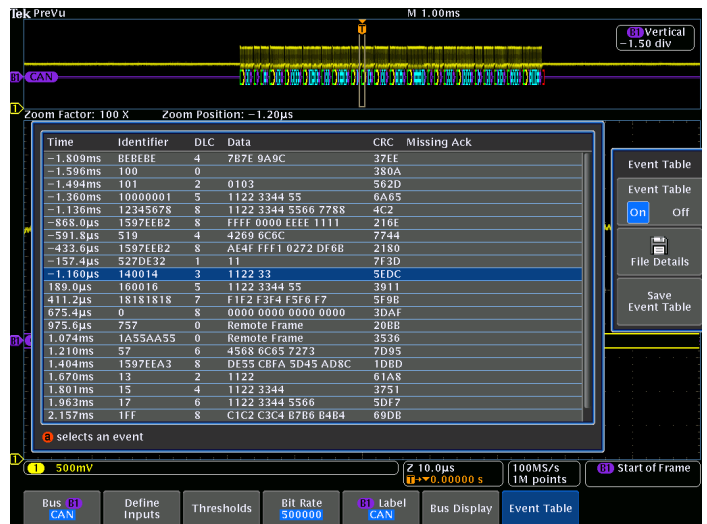 Tek PreVu M 1.00ms
T
B1 Vertical
-1.50 div
B1 CAN
1
Zoom Factor: 100 X Zoom Position: -1.20µs
Time Identifier DLC Data CRC Missing Ack
-1.809ms BEBEBE 4 7B7E 9A9C 37EE
-1.596ms 100 0 380A
-1.494ms 101 2 0103 562D
-1.360ms 10000001 5 1122 3344 55 6A65
-1.136ms 12345678 8 1122 3344 5566 7788 4C2
-868.0µs 1597EEB2 8 FFFF 0000 EEEE 1111 216E
-591.8µs 519 4 4269 6C6C 7744
-433.6µs 1597EEB2 8 AE4F FFF1 0272 DF6B 2180
-157.4µs 527DE32 1 11 7F3D
-1.160µs 140014 3 1122 33 5EDC
189.0µs 160016 5 1122 3344 55 3911
411.2µs 18181818 7 F1F2 F3F4 F5F6 F7 5F9B
675.4µs 0 8 0000 0000 0000 0000 3DAF
975.6µs 757 0 Remote Frame 20BB
1.074ms 1A55AA55 0 Remote Frame 3536
1.210ms 57 6 4568 6C65 7273 7D95
1.404ms 1597EEA3 8 DE55 CBFA 5D45 AD8C 1DBD
1.670ms 13 2 1122 61A8
1.801ms 15 4 1122 3344 3751
1.963ms 17 6 1122 3344 5566 5DF7
2.157ms 1FF 8 C1C2 C3C4 B7B6 B4B4 69DB
a selects an event
Event Table
Event Table
On Off
File Details
Save
Event Table
B1
1
1 500mV
Z 10.0µs
T→▼0.00000 s
100MS/s
1M points
B1 Start of Frame
Bus B1
CAN
Define
Inputs
Thresholds
Bit Rate
500000
B1 Label
CAN
Bus Display
Event Table